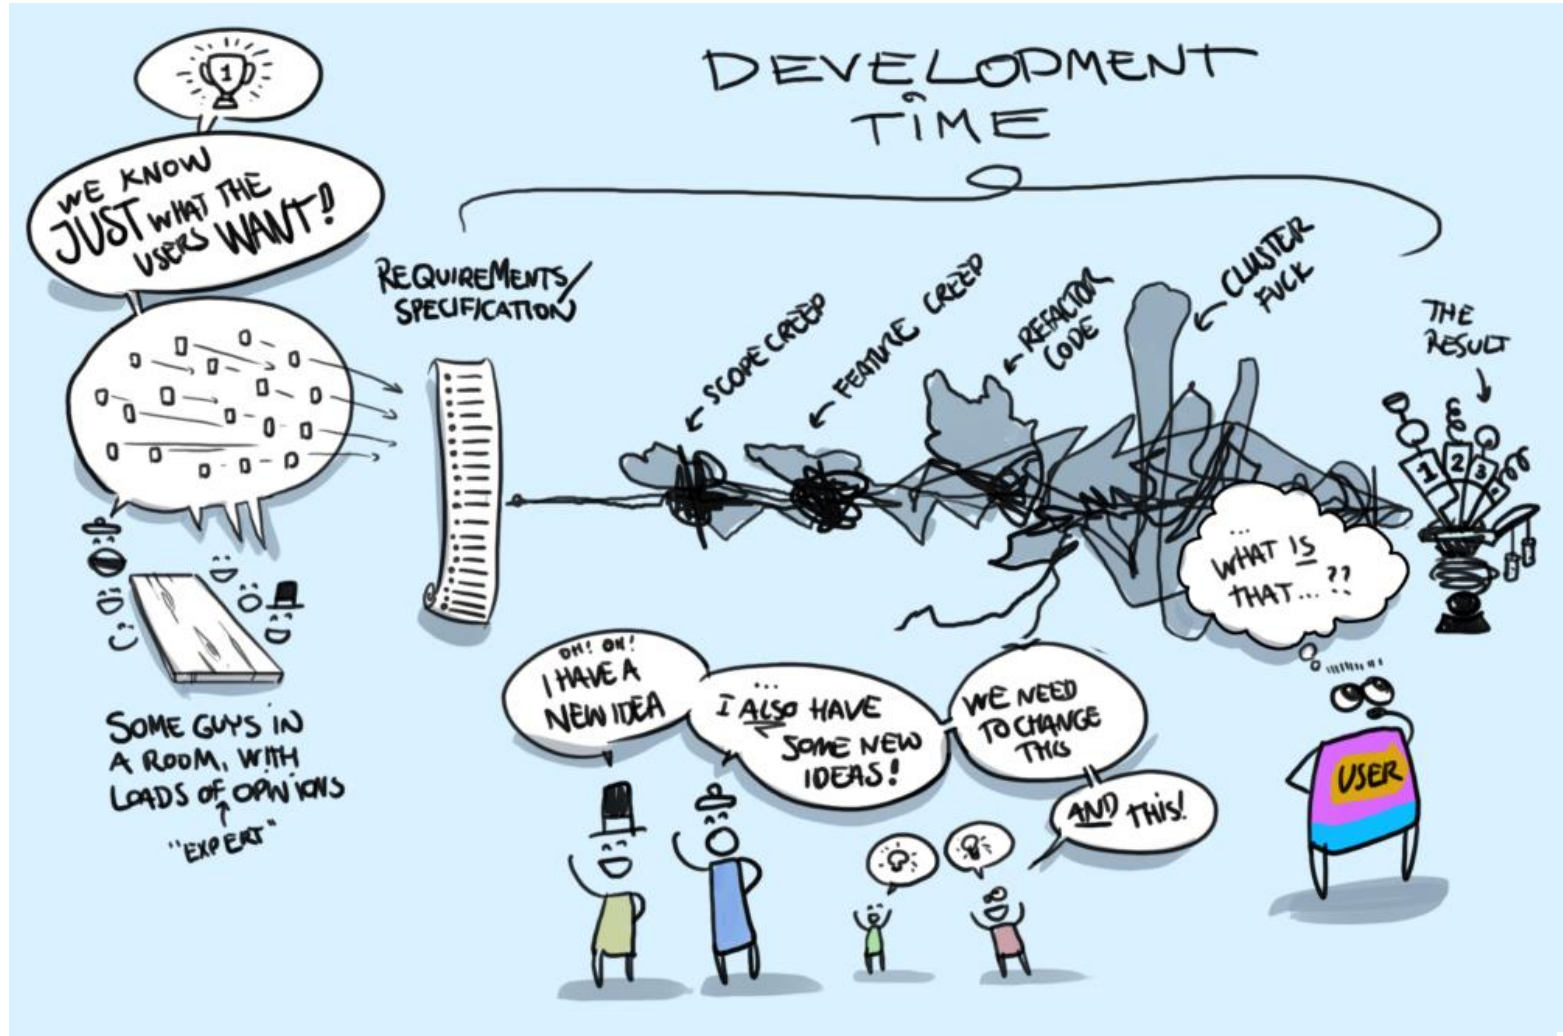 DEVELOPMENT
TIME
1
WE KNOW
JUST WHAT THE
USERS WANT!!
REQUIREMENTS/
SPECIFICATION/
SCOPE CREEP
FEATURE CREEP
REFACTOR
CODE
CLUSTER
FUCK
THE
RESULT
1 2 3
...
WHAT IS
THAT...??
SOME GUYS IN
A ROOM, WITH
LOADS OF OPINIONS
"EXPERT"
OH! OH!
I HAVE A
NEW IDEA
...
I ALSO HAVE
SOME NEW
IDEAS!
WE NEED
TO CHANGE
THIS
AND THIS!
USER